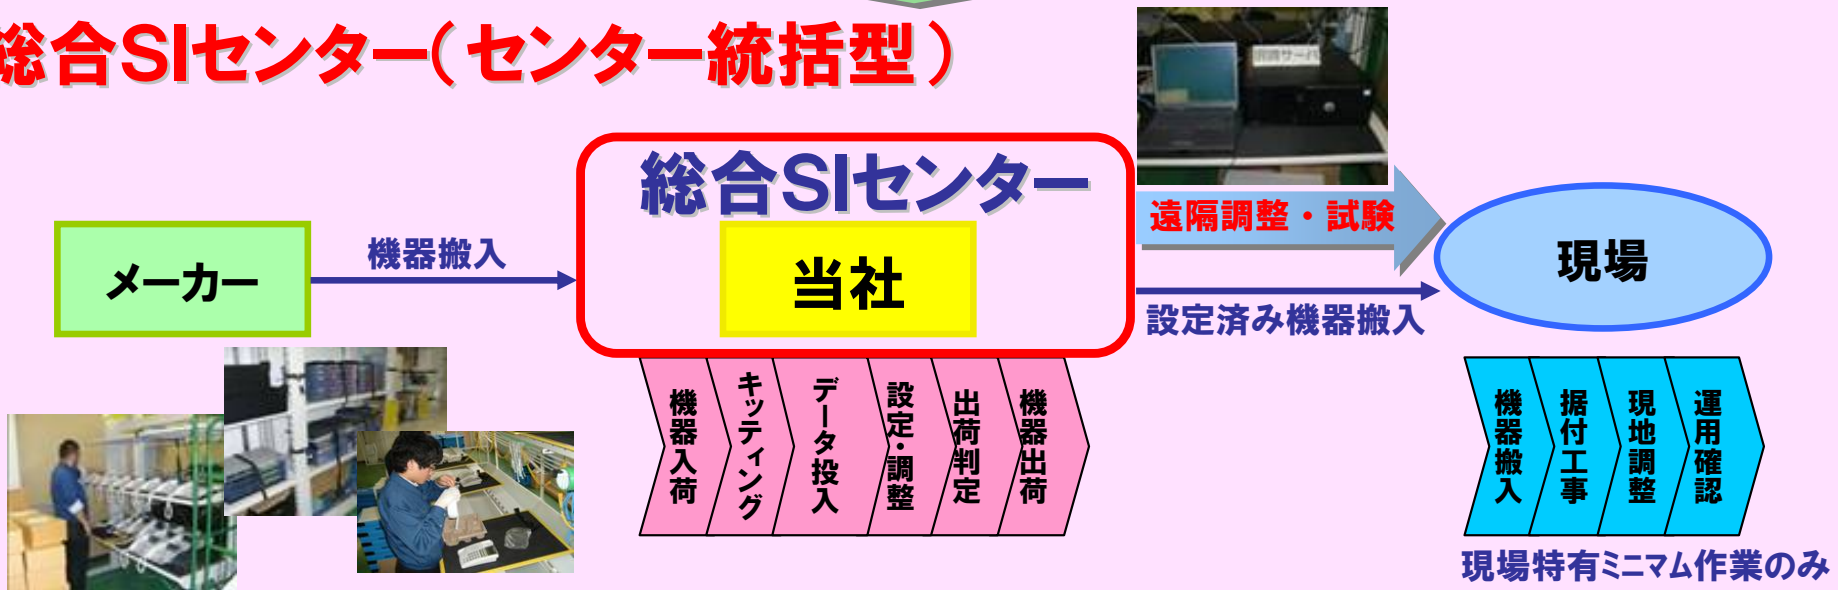 総合SIセンター(センター統括型)
総合SIセンター
メーカー
機器搬入
当社
遠隔調整・試験
設定済み機器搬入
現場
機器入荷
キッティング
データ投入
設定・調整
出荷判定
機器出荷
機器搬入
据付工事
現地調整
運用確認
現場特有ミニマム作業のみ